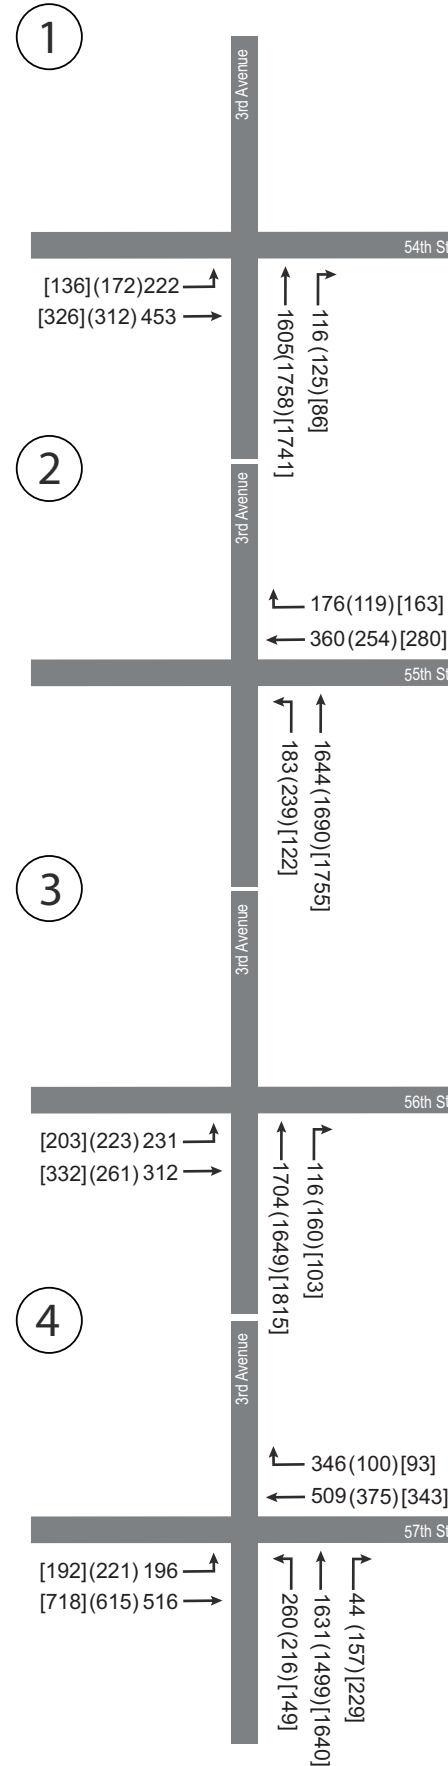 1
3rd Avenue
54th St
[136](172)222
[326](312) 453
1605(1758)[1741]
116 (125)[86]
2
3rd Avenue
176(119)[163]
360(254)[280]
55th St
183(239)[122]
1644(1690)[1755]
3
3rd Avenue
56th St
[203](223) 231
[332](261) 312
1704(1649)[1815]
116(160)[103]
4
3rd Avenue
346(100)[93]
509(375)[343]
57th St
[192](221) 196
[718](615) 516
260(216)[149]
1631(1499)[1640]
44 (157)[229]